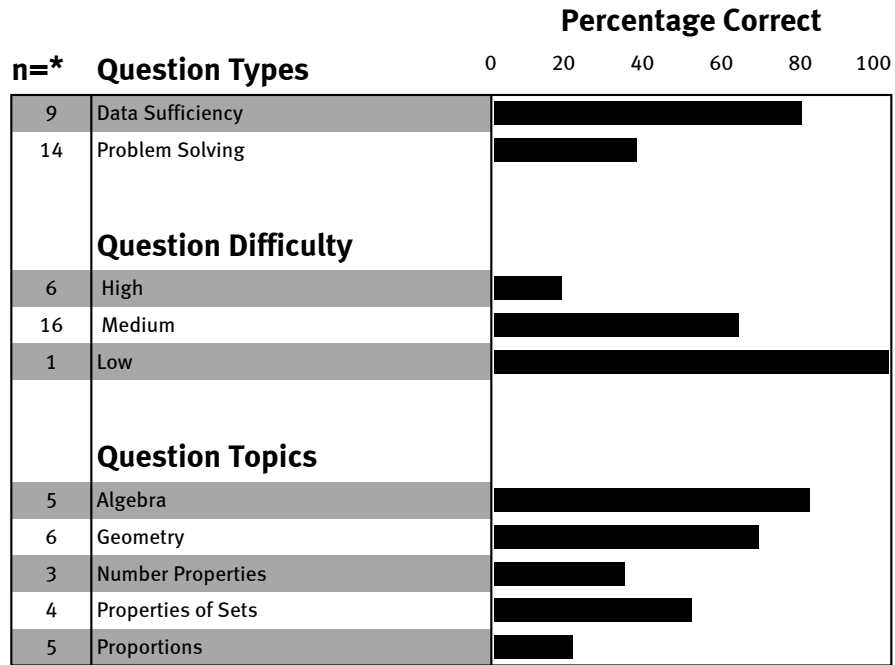 Percentage Correct
n=* Question Types 0 20 40 60 80 100
9 Data Sufficiency
14 Problem Solving
Question Difficulty
6 High
16 Medium
1 Low
Question Topics
5 Algebra
6 Geometry
3 Number Properties
4 Properties of Sets
5 Proportions